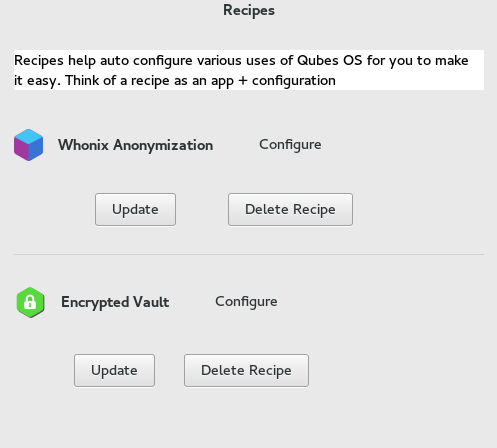 Recipes
Recipes help auto configure various uses of Qubes OS for you to make
it easy. Think of a recipe as an app + configuration
Whonix Anonymization Configure
Update Delete Recipe
Encrypted Vault Configure
Update Delete Recipe